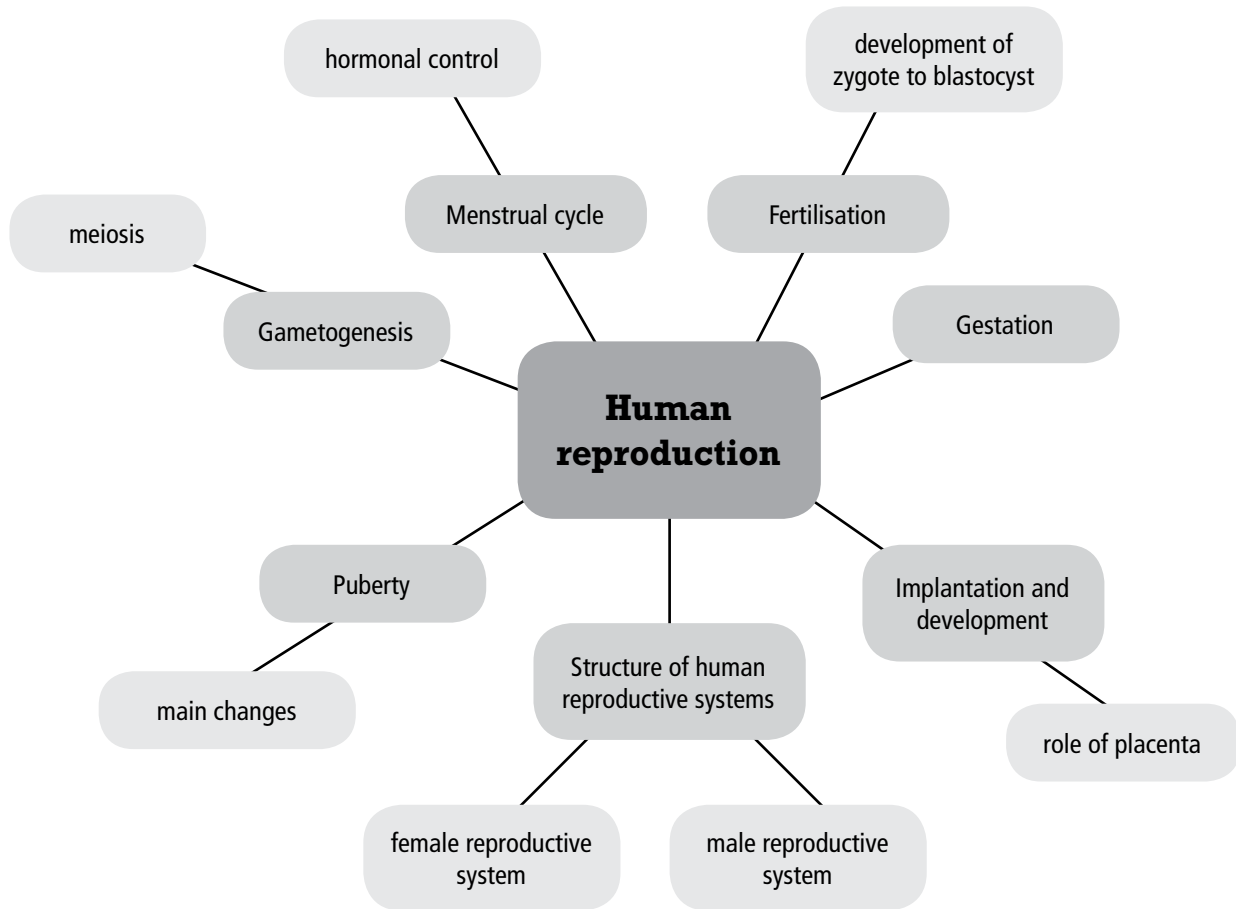 hormonal control
development of
zygote to blastocyst
meiosis
Menstrual cycle
Fertilisation
Gametogenesis
Gestation
Human
reproduction
Puberty
Implantation and
development
main changes
Structure of human
reproductive systems
role of placenta
female reproductive
system
male reproductive
system